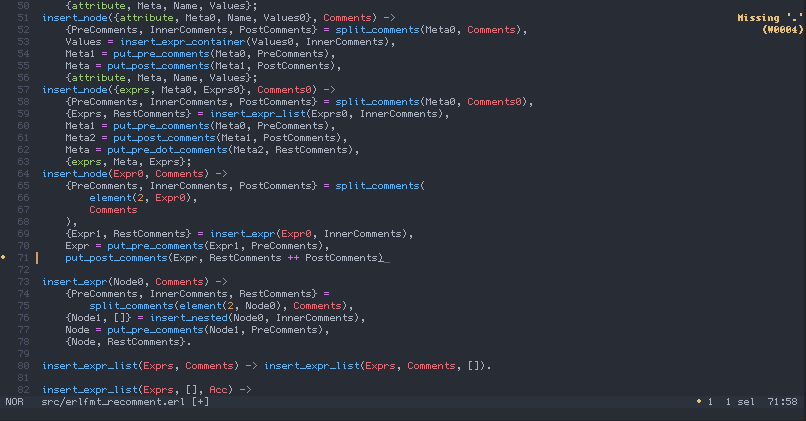 50      {attribute, Meta, Name, Values};
51  insert_node({attribute, Meta0, Name, Values0}, Comments) ->
Missing '.'
52      {PreComments, InnerComments, PostComments} = split_comments(Meta0, Comments),
(W0004)
53      Values = insert_expr_container(Values0, InnerComments),
54      Meta1 = put_pre_comments(Meta0, PreComments),
55      Meta = put_post_comments(Meta1, PostComments),
56      {attribute, Meta, Name, Values};
57  insert_node({exprs, Meta0, Exprs0}, Comments0) ->
58      {PreComments, InnerComments, PostComments} = split_comments(Meta0, Comments0),
59      {Exprs, RestComments} = insert_expr_list(Exprs0, InnerComments),
60      Meta1 = put_pre_comments(Meta0, PreComments),
61      Meta2 = put_post_comments(Meta1, PostComments),
62      Meta = put_pre_dot_comments(Meta2, RestComments),
63      {exprs, Meta, Exprs};
64  insert_node(Expr0, Comments) ->
65      {PreComments, InnerComments, PostComments} = split_comments(
66          element(2, Expr0),
67          Comments
68      ),
69      {Expr1, RestComments} = insert_expr(Expr0, InnerComments),
70      Expr = put_pre_comments(Expr1, PreComments),
71      put_post_comments(Expr, RestComments ++ PostComments)
72
73  insert_expr(Node0, Comments) ->
74      {PreComments, InnerComments, RestComments} =
75          split_comments(element(2, Node0), Comments),
76      {Node1, []} = insert_nested(Node0, InnerComments),
77      Node = put_pre_comments(Node1, PreComments),
78      {Node, RestComments}.
79
80  insert_expr_list(Exprs, Comments) -> insert_expr_list(Exprs, Comments, []).
81
82  insert_expr_list(Exprs, [], Acc) ->
NOR   src/erlfmt_recomment.erl [+]   ● 1  1 sel  71:58